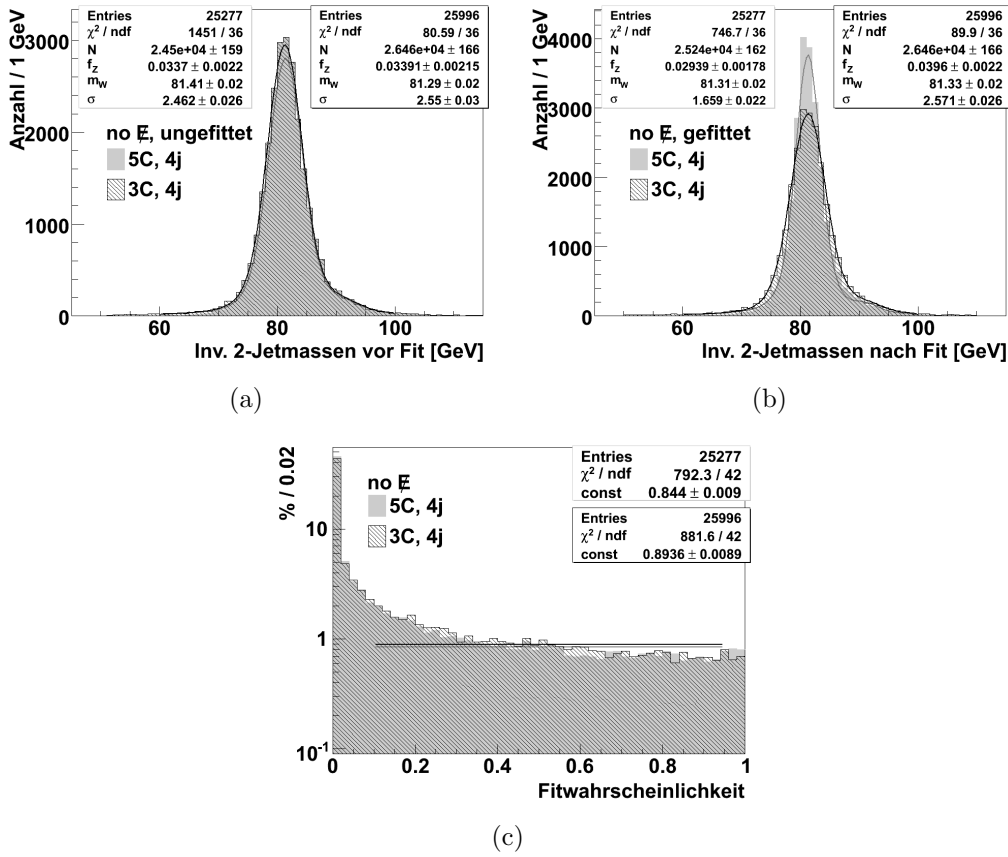 Entries 25277
χ² / ndf 1451 / 36
N 2.45e+04 ± 159
f_Z 0.0337 ± 0.0022
m_W 81.41 ± 0.02
σ 2.462 ± 0.026
Entries 25996
χ² / ndf 80.59 / 36
N 2.646e+04 ± 166
f_Z 0.03391 ± 0.00215
m_W 81.29 ± 0.02
σ 2.55 ± 0.03
Anzahl / 1 GeV
3000
2000
1000
0
no E̸, ungefittet
5C, 4j
3C, 4j
60 80 100
Inv. 2-Jetmassen vor Fit [GeV]
(a)
Entries 25277
χ² / ndf 746.7 / 36
N 2.524e+04 ± 162
f_Z 0.02939 ± 0.00178
m_W 81.31 ± 0.02
σ 1.659 ± 0.022
Entries 25996
χ² / ndf 89.9 / 36
N 2.646e+04 ± 166
f_Z 0.0396 ± 0.0022
m_W 81.33 ± 0.02
σ 2.571 ± 0.026
Anzahl / 1 GeV
4000
3000
2000
1000
0
no E̸, gefittet
5C, 4j
3C, 4j
60 80 100
Inv. 2-Jetmassen nach Fit [GeV]
(b)
Entries 25277
χ² / ndf 792.3 / 42
const 0.844 ± 0.009
Entries 25996
χ² / ndf 881.6 / 42
const 0.8936 ± 0.0089
% / 0.02
10
1
10⁻¹
no E̸
5C, 4j
3C, 4j
0 0.2 0.4 0.6 0.8 1
Fitwahrscheinlichkeit
(c)